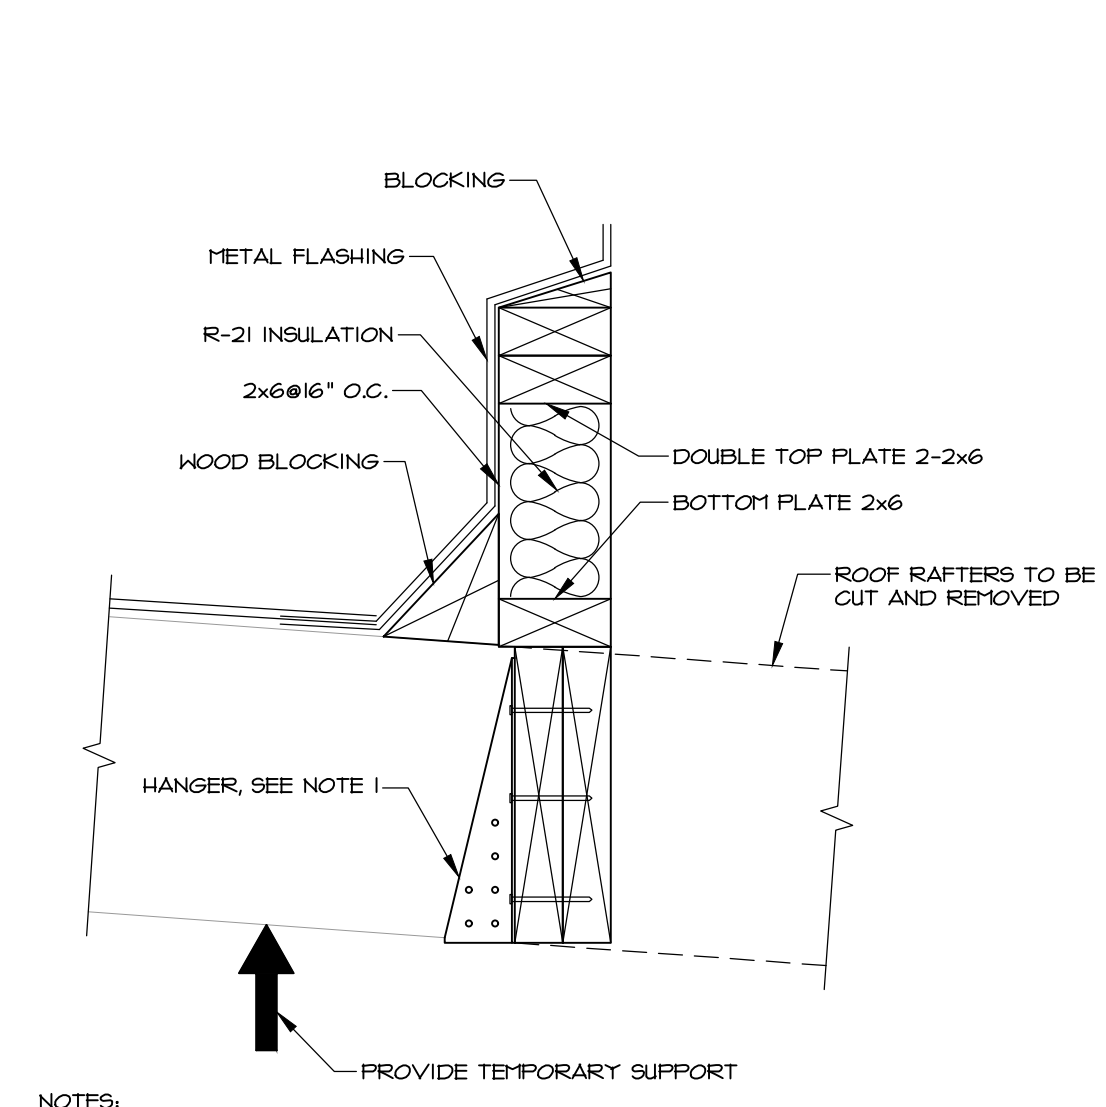 BLOCKING
METAL FLASHING
R-21 INSULATION
2x6@16" O.C.
WOOD BLOCKING
DOUBLE TOP PLATE 2-2x6
BOTTOM PLATE 2x6
ROOF RAFTERS TO BE
CUT AND REMOVED
HANGER, SEE NOTE 1
PROVIDE TEMPORARY SUPPORT
NOTES: